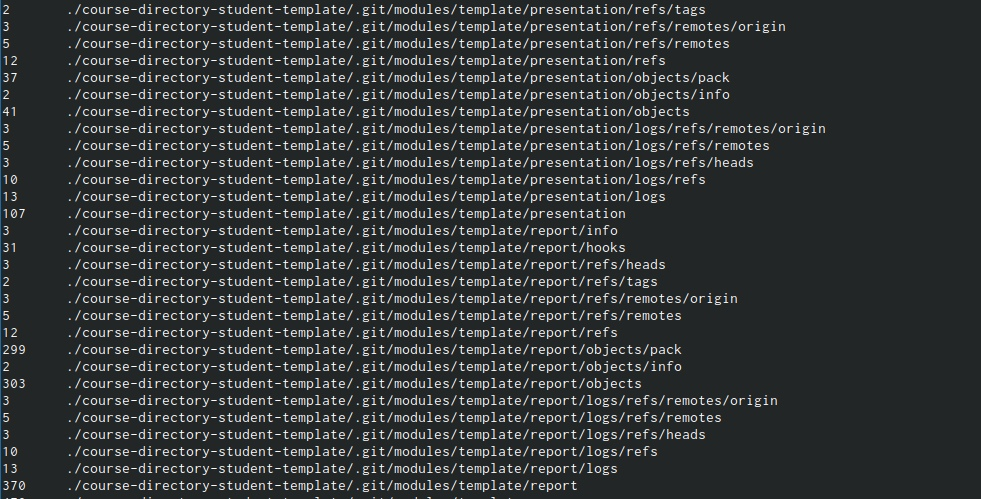 2 ./course-directory-student-template/.git/modules/template/presentation/refs/tags
3 ./course-directory-student-template/.git/modules/template/presentation/refs/remotes/origin
5 ./course-directory-student-template/.git/modules/template/presentation/refs/remotes
12 ./course-directory-student-template/.git/modules/template/presentation/refs
37 ./course-directory-student-template/.git/modules/template/presentation/objects/pack
2 ./course-directory-student-template/.git/modules/template/presentation/objects/info
41 ./course-directory-student-template/.git/modules/template/presentation/objects
3 ./course-directory-student-template/.git/modules/template/presentation/logs/refs/remotes/origin
5 ./course-directory-student-template/.git/modules/template/presentation/logs/refs/remotes
3 ./course-directory-student-template/.git/modules/template/presentation/logs/refs/heads
10 ./course-directory-student-template/.git/modules/template/presentation/logs/refs
13 ./course-directory-student-template/.git/modules/template/presentation/logs
107 ./course-directory-student-template/.git/modules/template/presentation
3 ./course-directory-student-template/.git/modules/template/report/info
31 ./course-directory-student-template/.git/modules/template/report/hooks
3 ./course-directory-student-template/.git/modules/template/report/refs/heads
2 ./course-directory-student-template/.git/modules/template/report/refs/tags
3 ./course-directory-student-template/.git/modules/template/report/refs/remotes/origin
5 ./course-directory-student-template/.git/modules/template/report/refs/remotes
12 ./course-directory-student-template/.git/modules/template/report/refs
299 ./course-directory-student-template/.git/modules/template/report/objects/pack
2 ./course-directory-student-template/.git/modules/template/report/objects/info
303 ./course-directory-student-template/.git/modules/template/report/objects
3 ./course-directory-student-template/.git/modules/template/report/logs/refs/remotes/origin
5 ./course-directory-student-template/.git/modules/template/report/logs/refs/remotes
3 ./course-directory-student-template/.git/modules/template/report/logs/refs/heads
10 ./course-directory-student-template/.git/modules/template/report/logs/refs
13 ./course-directory-student-template/.git/modules/template/report/logs
370 ./course-directory-student-template/.git/modules/template/report